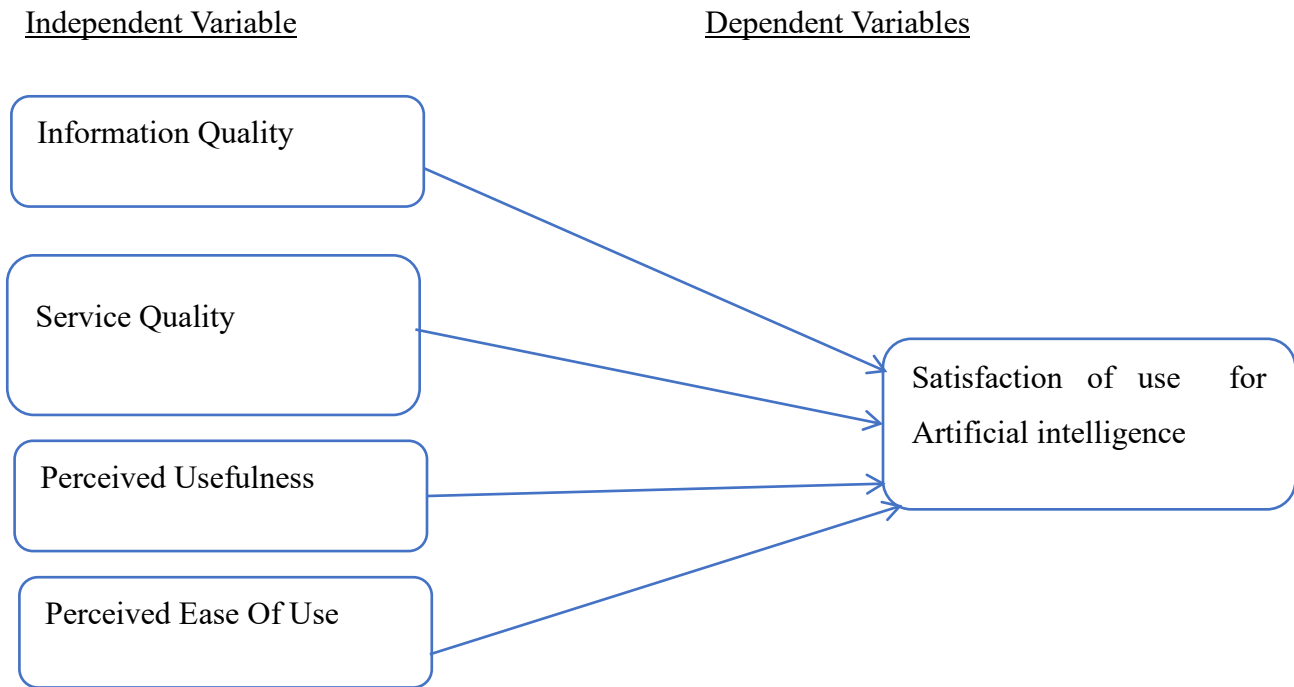 Independent Variable
Dependent Variables
Information Quality
Service Quality
Satisfaction of use for
Artificial intelligence
Perceived Usefulness
Perceived Ease Of Use